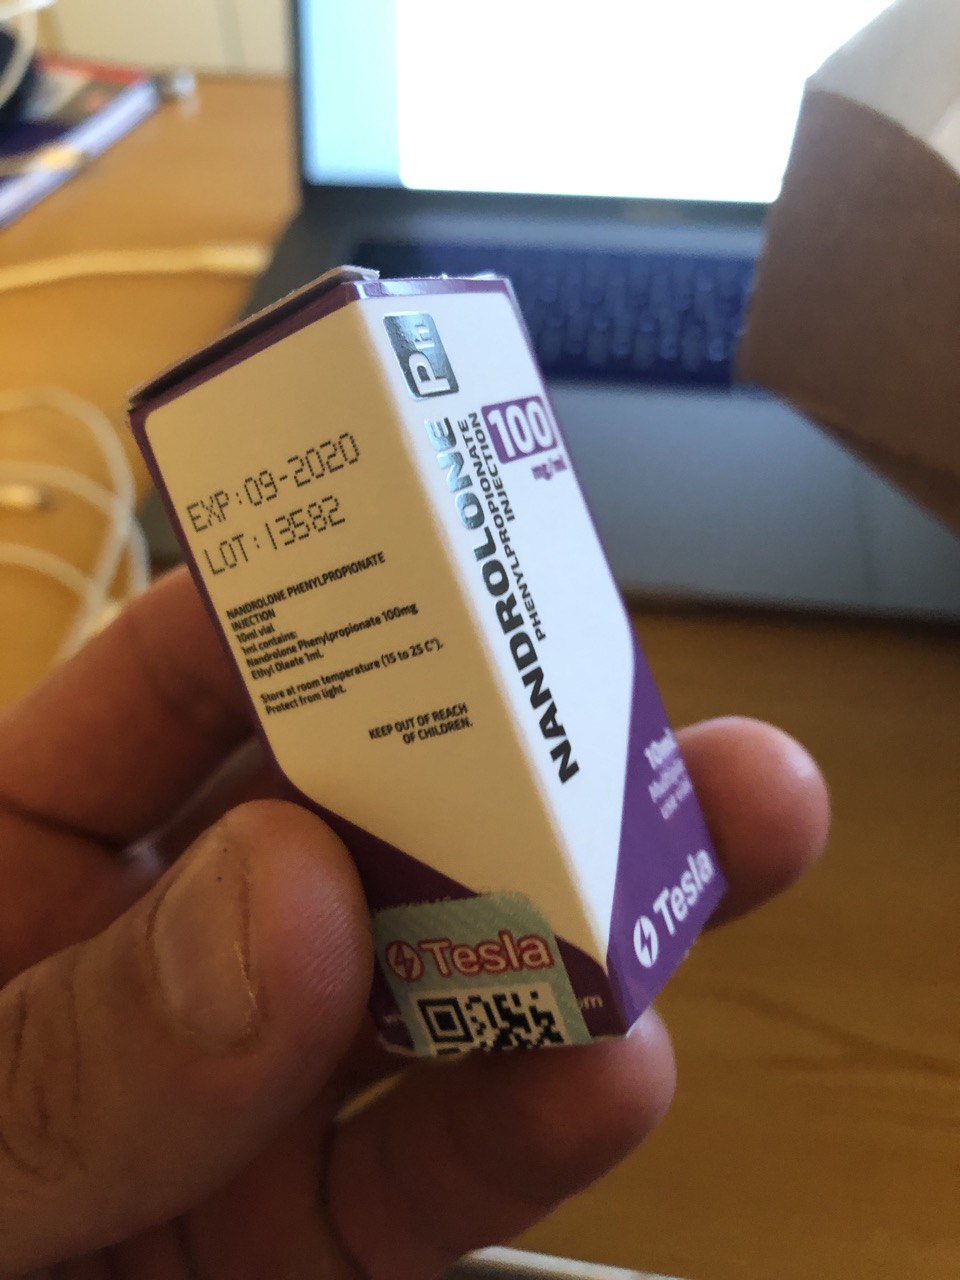 EXP:09-2020
LOT:13582
NANDROLONE PHENYLPROPIONATE
INJECTION
10ml vial
1ml contains:
Nandrolone Phenylpropionate 100mg
Ethyl Oleate 1ml.
Store at room temperature (15 to 25 C°).
Protect from light.
KEEP OUT OF REACH
OF CHILDREN.
Tesla
NANDROLONE
PHENYLPROPIONATE
INJECTION
100
mg/ml
10ml
Tesla